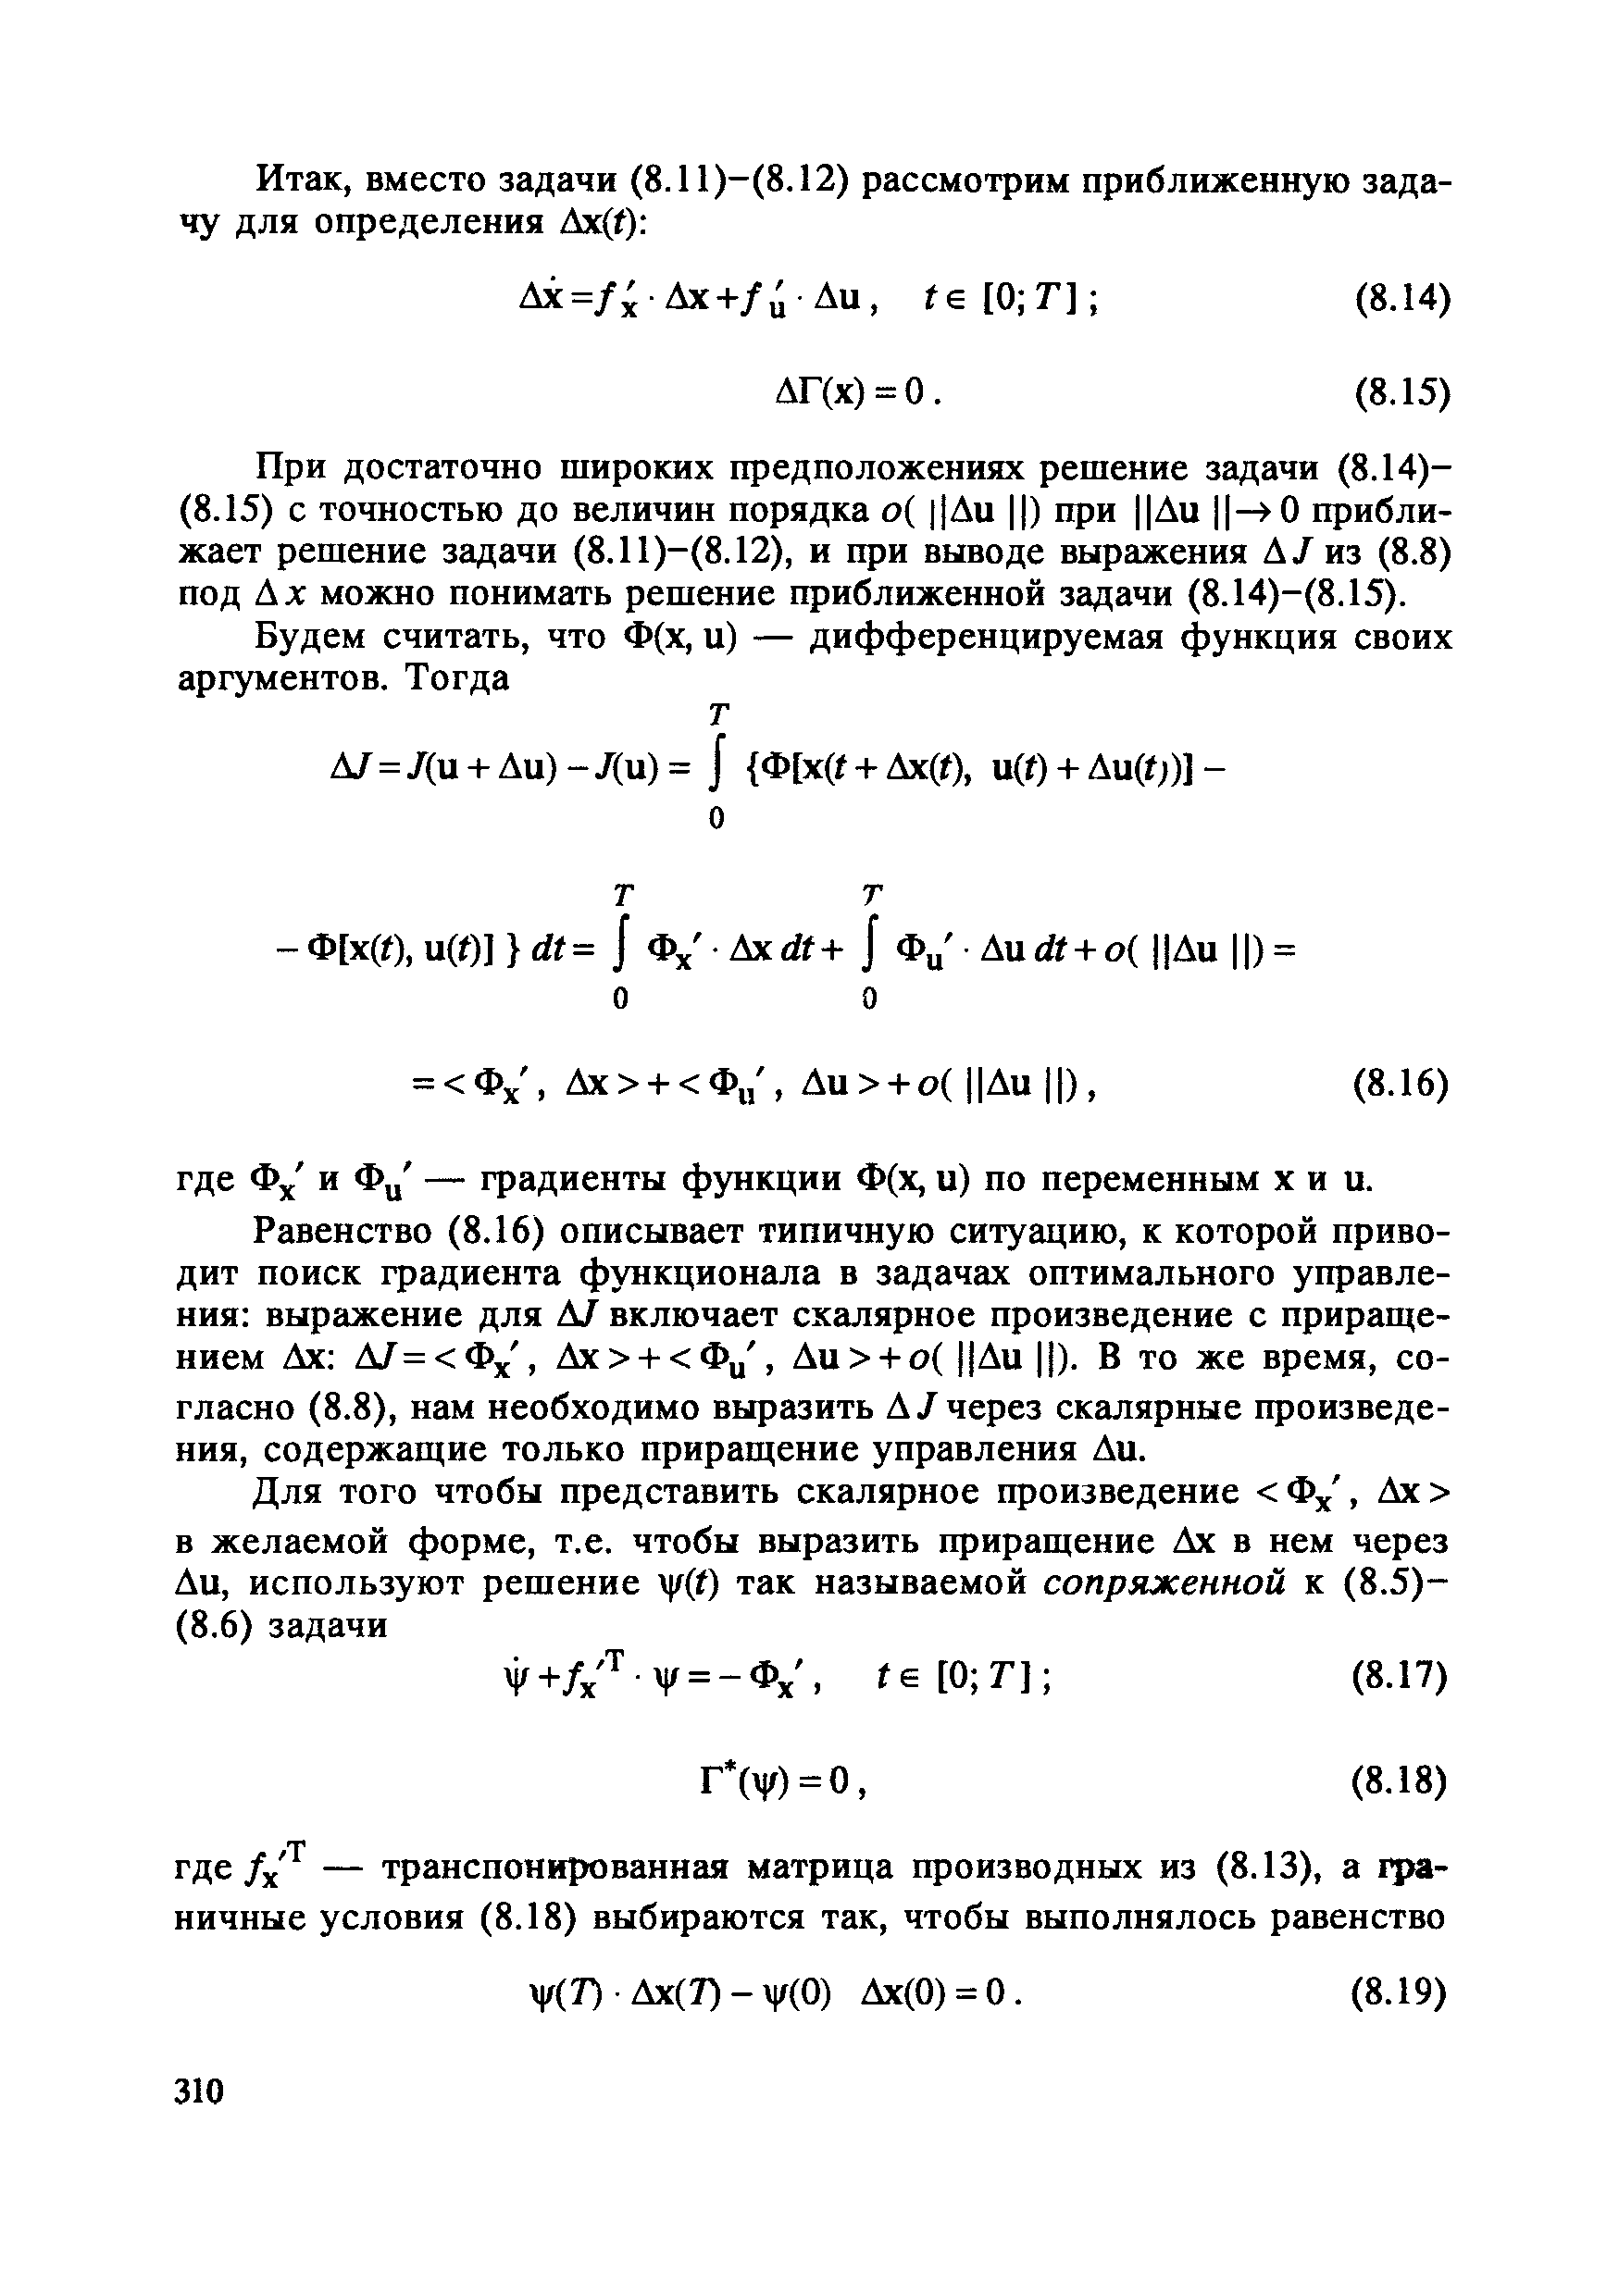 Итак, вместо задачи (8.11)–(8.12) рассмотрим приближенную зада-
чу для определения Δx(t):
Δẋ = f′ₓ · Δx + f′ᵤ · Δu, t ∈ [0; T]; (8.14)
ΔΓ(x) = 0. (8.15)
При достаточно широких предположениях решение задачи (8.14)–
(8.15) с точностью до величин порядка o( ||Δu ||) при ||Δu ||→ 0 прибли-
жает решение задачи (8.11)–(8.12), и при выводе выражения ΔJ из (8.8)
под Δx можно понимать решение приближенной задачи (8.14)–(8.15).
Будем считать, что Φ(x, u) — дифференцируемая функция своих
аргументов. Тогда
T
ΔJ = J(u + Δu) – J(u) = ∫ {Φ[x(t + Δx(t), u(t) + Δu(t))] –
0
T T
– Φ[x(t), u(t)] } dt = ∫ Φₓ′ · Δx dt + ∫ Φᵤ′ · Δu dt + o( ||Δu ||) =
0 0
= < Φₓ′, Δx > + < Φᵤ′, Δu > + o( ||Δu ||), (8.16)
где Φₓ′ и Φᵤ′ — градиенты функции Φ(x, u) по переменным x и u.
Равенство (8.16) описывает типичную ситуацию, к которой приво-
дит поиск градиента функционала в задачах оптимального управле-
ния: выражение для ΔJ включает скалярное произведение с прираще-
нием Δx: ΔJ = < Φₓ′, Δx > + < Φᵤ′, Δu > + o( ||Δu ||). В то же время, со-
гласно (8.8), нам необходимо выразить ΔJ через скалярные произведе-
ния, содержащие только приращение управления Δu.
Для того чтобы представить скалярное произведение < Φₓ′, Δx >
в желаемой форме, т.е. чтобы выразить приращение Δx в нем через
Δu, используют решение ψ(t) так называемой сопряженной к (8.5)–
(8.6) задачи
ψ̇ + fₓ′ᵀ · ψ = – Φₓ′, t ∈ [0; T]; (8.17)
Γ*(ψ) = 0, (8.18)
где fₓ′ᵀ — транспонированная матрица производных из (8.13), а гра-
ничные условия (8.18) выбираются так, чтобы выполнялось равенство
ψ(T) · Δx(T) – ψ(0) Δx(0) = 0. (8.19)
310